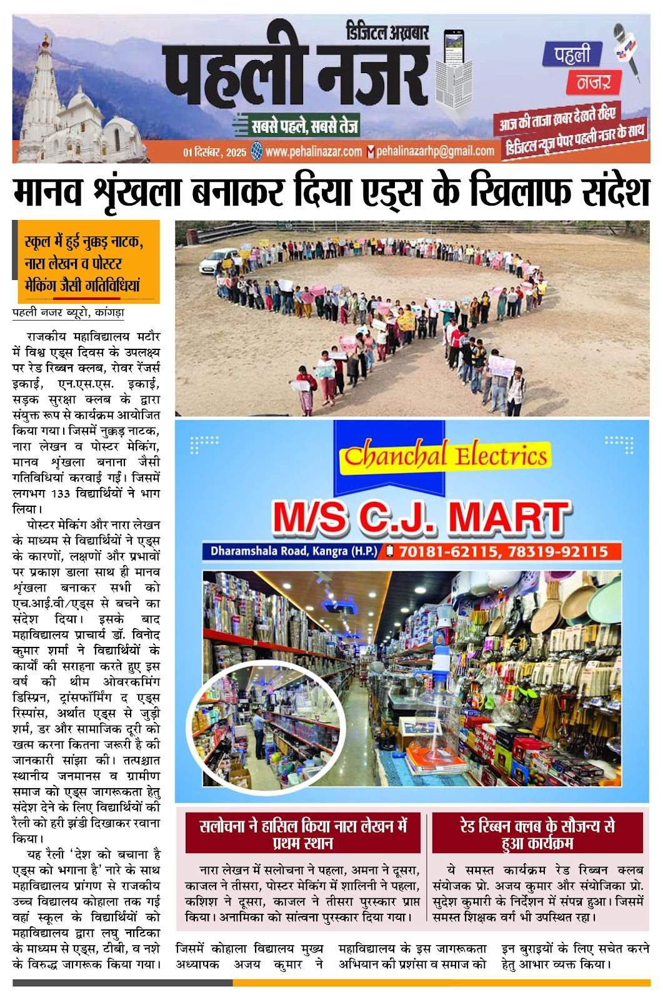 डिजिटल अख़बार
पहली नजर
सबसे पहले, सबसे तेज
पहली
नजर
आज की ताजा ख़बर देखते रहिए
डिजिटल न्यूज पेपर पहली नजर के साथ
01 दिसंबर, 2025 www.pehalinazar.com pehalinazarhp@gmail.com
मानव श्रृंखला बनाकर दिया एड्स के खिलाफ संदेश
स्कूल में हुई नुक्कड़ नाटक,
नारा लेखन व पोस्टर
मेकिंग जैसी गतिविधियां
पहली नजर ब्यूरो, कांगड़ा
राजकीय महाविद्यालय मटौर
में विश्व एड्स दिवस के उपलक्ष्य
पर रेड रिब्बन क्लब, रोवर रेंजर्स
इकाई, एन.एस.एस. इकाई,
सड़क सुरक्षा क्लब के द्वारा
संयुक्त रूप से कार्यक्रम आयोजित
किया गया। जिसमें नुक्कड़ नाटक,
नारा लेखन व पोस्टर मेकिंग,
मानव श्रृंखला बनाना जैसी
गतिविधियां करवाई गईं। जिसमें
लगभग 133 विद्यार्थियों ने भाग
लिया।
पोस्टर मेकिंग और नारा लेखन
के माध्यम से विद्यार्थियों ने एड्स
के कारणों, लक्षणों और प्रभावों
पर प्रकाश डाला साथ ही मानव
श्रृंखला बनाकर सभी को
एच.आई.वी/एड्स से बचने का
संदेश दिया। इसके बाद
महाविद्यालय प्राचार्य डॉ. विनोद
कुमार शर्मा ने विद्यार्थियों के
कार्यों की सराहना करते हुए इस
वर्ष की थीम ओवरकमिंग
डिस्प्रिन, ट्रांसफॉर्मिंग द एड्स
रिस्पांस, अर्थात एड्स से जुड़ी
शर्म, डर और सामाजिक दूरी को
खत्म करना कितना जरूरी है की
जानकारी सांझा की। तत्पश्चात
स्थानीय जनमानस व ग्रामीण
समाज को एड्स जागरूकता हेतु
संदेश देने के लिए विद्यार्थियों की
रैली को हरी झंडी दिखाकर रवाना
किया।
यह रैली ‘देश को बचाना है
एड्स को भगाना है’ नारे के साथ
महाविद्यालय प्रांगण से राजकीय
उच्च विद्यालय कोहाला तक गई
वहां स्कूल के विद्यार्थियों को
महाविद्यालय द्वारा लघु नाटिका
के माध्यम से एड्स, टीबी, व नशे
के विरुद्ध जागरूक किया गया।
Chanchal Electrics
M/S C.J. MART
Dharamshala Road, Kangra (H.P.) 70181-62115, 78319-92115
सलोचना ने हासिल किया नारा लेखन में
प्रथम स्थान
नारा लेखन में सलोचना ने पहला, अमना ने दूसरा,
काजल ने तीसरा, पोस्टर मेकिंग में शालिनी ने पहला,
कशिश ने दूसरा, काजल ने तीसरा पुरस्कार प्राप्त
किया। अनामिका को सांत्वना पुरस्कार दिया गया।
रेड रिब्बन क्लब के सौजन्य से
हुआ कार्यक्रम
ये समस्त कार्यक्रम रेड रिब्बन क्लब
संयोजक प्रो. अजय कुमार और संयोजिका प्रो.
सुदेश कुमारी के निर्देशन में संपन्न हुआ। जिसमें
समस्त शिक्षक वर्ग भी उपस्थित रहा।
जिसमें कोहाला विद्यालय मुख्य
अध्यापक अजय कुमार ने
महाविद्यालय के इस जागरूकता
अभियान की प्रशंसा व समाज को
इन बुराइयों के लिए सचेत करने
हेतु आभार व्यक्त किया।